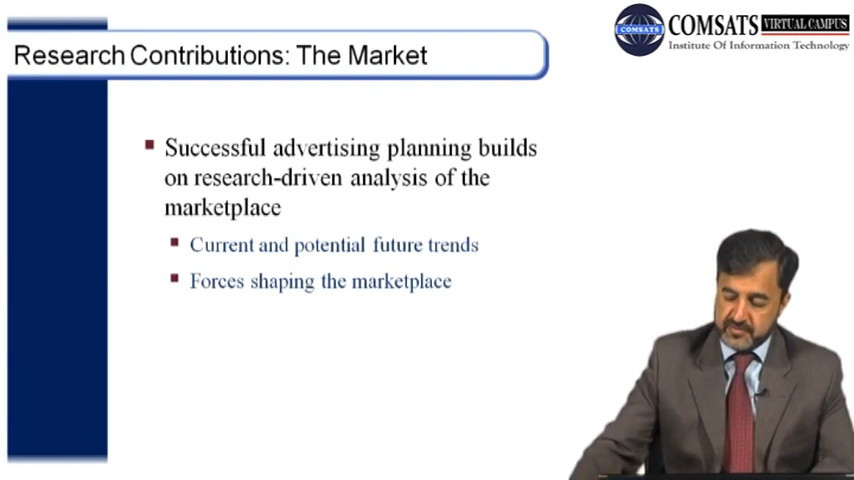 Research Contributions: The Market
COMSATS VIRTUAL CAMPUS
Institute Of Information Technology
COMSATS
Successful advertising planning builds
on research-driven analysis of the
marketplace
Current and potential future trends
Forces shaping the marketplace